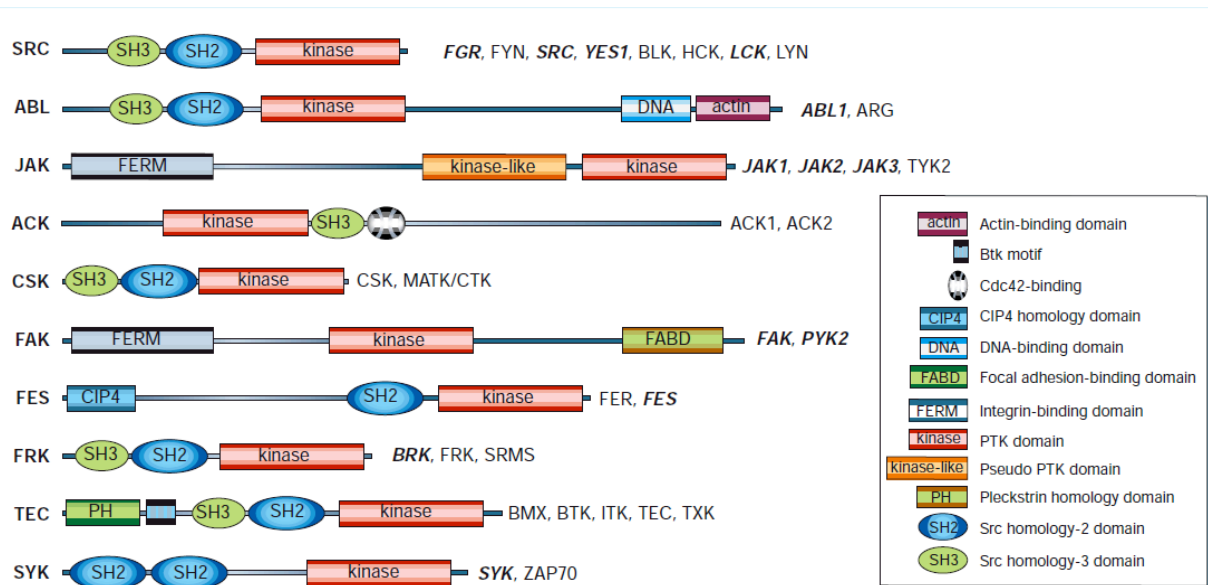 SRC SH3 SH2 kinase FGR, FYN, SRC, YES1, BLK, HCK, LCK, LYN
ABL SH3 SH2 kinase DNA actin ABL1, ARG
JAK FERM kinase-like kinase JAK1, JAK2, JAK3, TYK2
ACK kinase SH3 ACK1, ACK2
CSK SH3 SH2 kinase CSK, MATK/CTK
FAK FERM kinase FABD FAK, PYK2
FES CIP4 SH2 kinase FER, FES
FRK SH3 SH2 kinase BRK, FRK, SRMS
TEC PH SH3 SH2 kinase BMX, BTK, ITK, TEC, TXK
SYK SH2 SH2 kinase SYK, ZAP70
actin Actin-binding domain
Btk motif
Cdc42-binding
CIP4 CIP4 homology domain
DNA DNA-binding domain
FABD Focal adhesion-binding domain
FERM Integrin-binding domain
kinase PTK domain
kinase-like Pseudo PTK domain
PH Pleckstrin homology domain
SH2 Src homology-2 domain
SH3 Src homology-3 domain